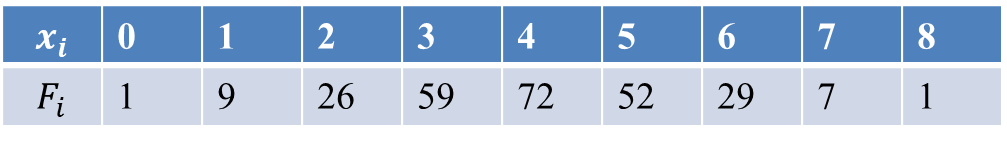 xᵢ 0 1 2 3 4 5 6 7 8
Fᵢ 1 9 26 59 72 52 29 7 1